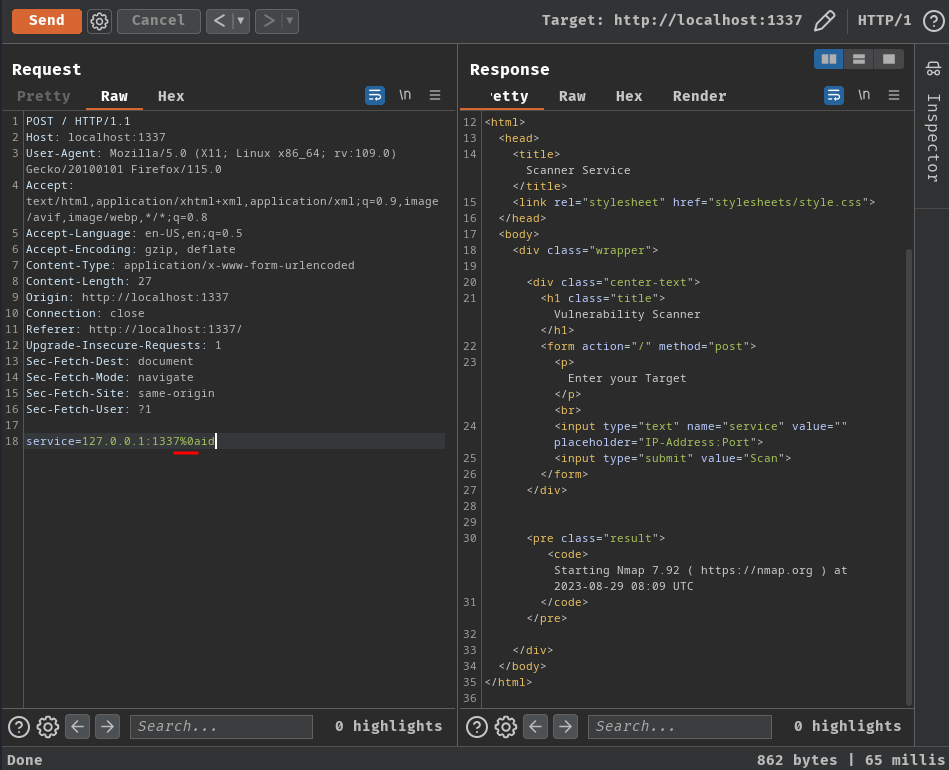 Send Cancel < ▼ > ▼ Target: http://localhost:1337 HTTP/1 ?
Request
Pretty Raw Hex \n
1 POST / HTTP/1.1
2 Host: localhost:1337
3 User-Agent: Mozilla/5.0 (X11; Linux x86_64; rv:109.0)
Gecko/20100101 Firefox/115.0
4 Accept:
text/html,application/xhtml+xml,application/xml;q=0.9,image
/avif,image/webp,*/*;q=0.8
5 Accept-Language: en-US,en;q=0.5
6 Accept-Encoding: gzip, deflate
7 Content-Type: application/x-www-form-urlencoded
8 Content-Length: 27
9 Origin: http://localhost:1337
10 Connection: close
11 Referer: http://localhost:1337/
12 Upgrade-Insecure-Requests: 1
13 Sec-Fetch-Dest: document
14 Sec-Fetch-Mode: navigate
15 Sec-Fetch-Site: same-origin
16 Sec-Fetch-User: ?1
17
18 service=127.0.0.1:1337%0aid
? Search... 0 highlights
Response
etty Raw Hex Render \n
12 <html>
13 <head>
14 <title>
Scanner Service
</title>
15 <link rel="stylesheet" href="stylesheets/style.css">
16 </head>
17 <body>
18 <div class="wrapper">
19
20 <div class="center-text">
21 <h1 class="title">
Vulnerability Scanner
</h1>
22 <form action="/" method="post">
23 <p>
Enter your Target
</p>
<br>
24 <input type="text" name="service" value=""
placeholder="IP-Address:Port">
25 <input type="submit" value="Scan">
26 </form>
27 </div>
28
29
30 <pre class="result">
<code>
Starting Nmap 7.92 ( https://nmap.org ) at
2023-08-29 08:09 UTC
31 </code>
</pre>
32
33 </div>
34 </body>
35 </html>
36
? Search... 0 highlights
Inspector
Done 862 bytes | 65 millis